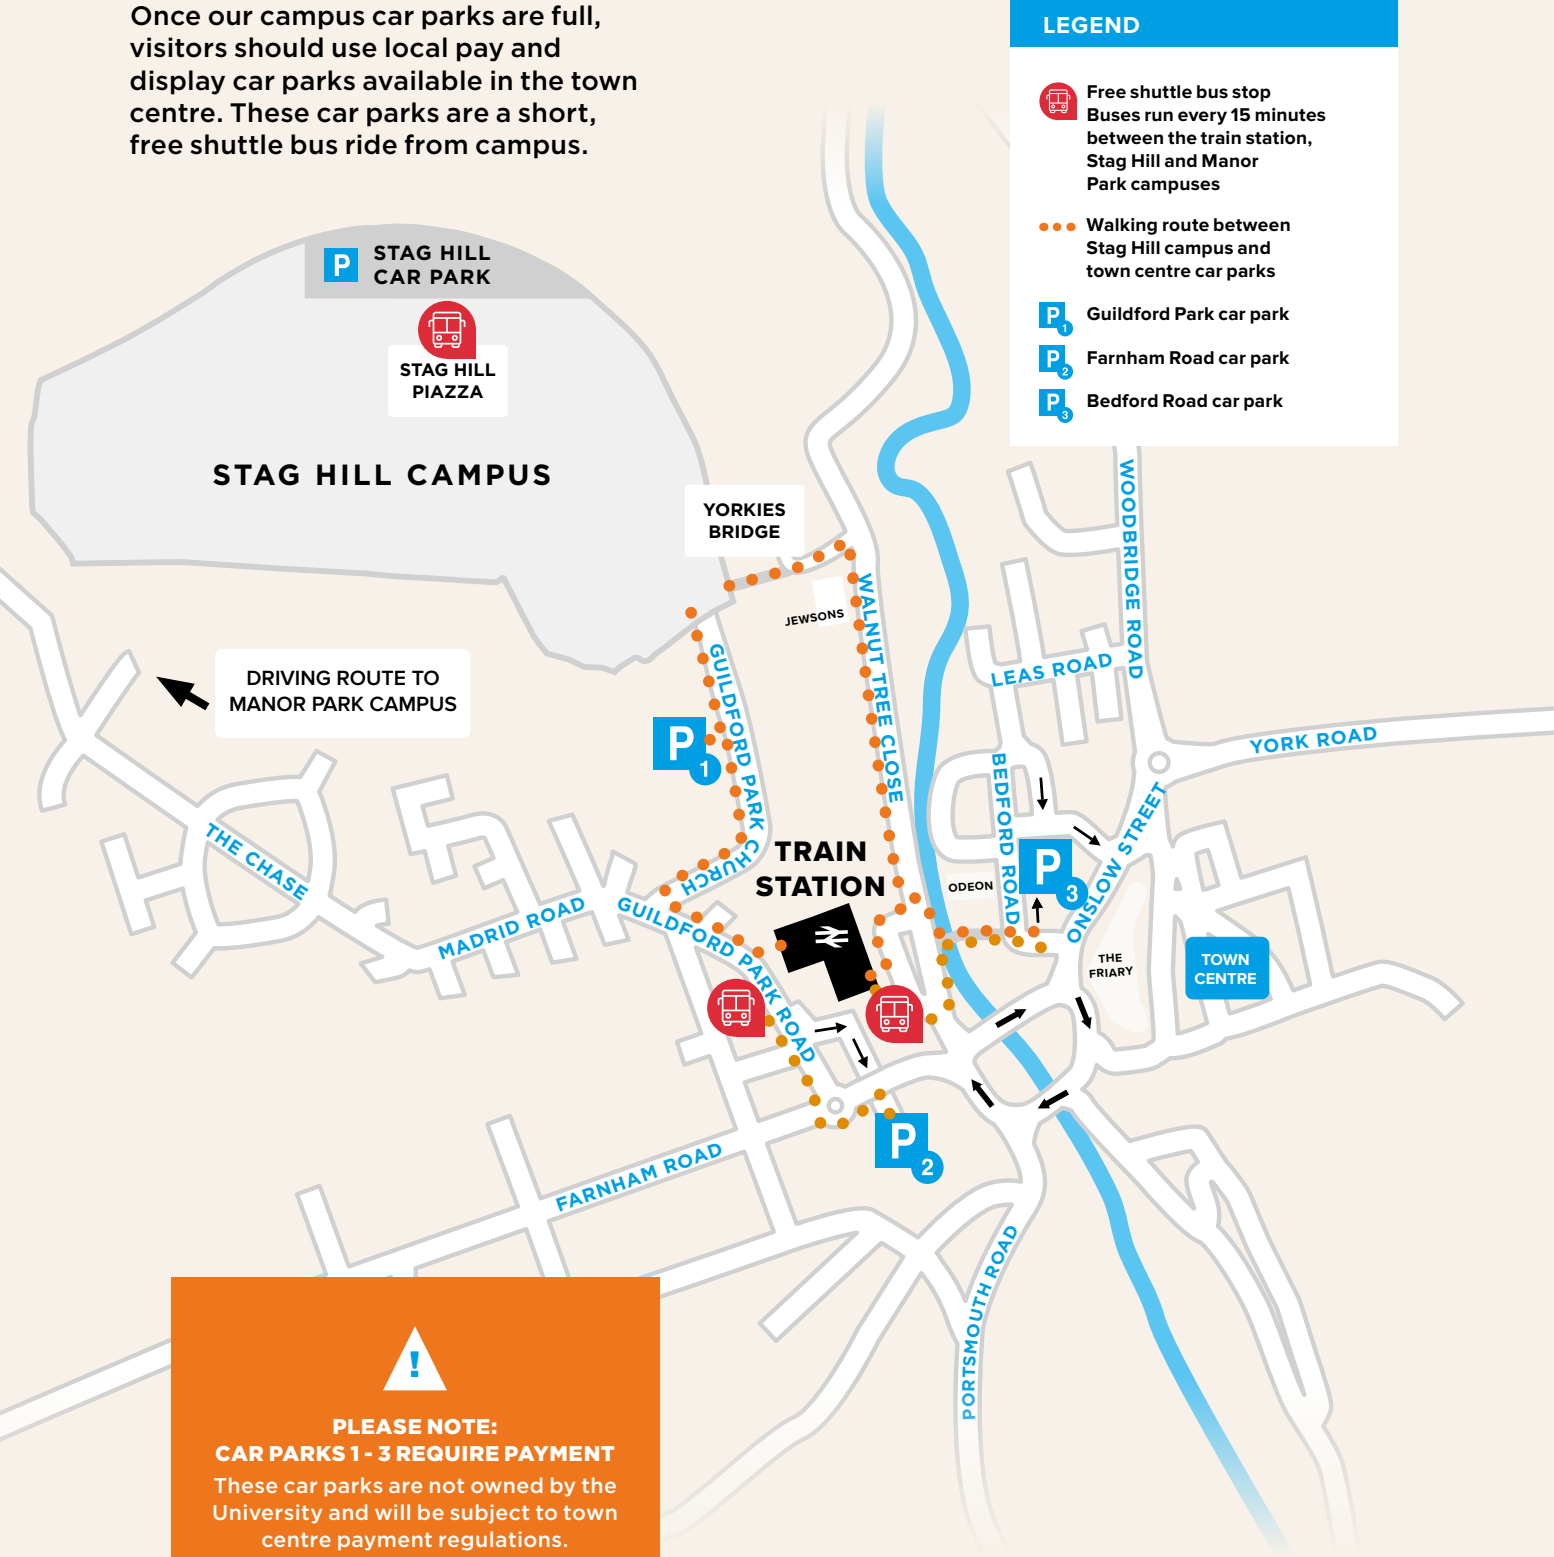 Once our campus car parks are full,
visitors should use local pay and
display car parks available in the town
centre. These car parks are a short,
free shuttle bus ride from campus.
LEGEND
Free shuttle bus stop
Buses run every 15 minutes
between the train station,
Stag Hill and Manor
Park campuses
Walking route between
Stag Hill campus and
town centre car parks
P
1
Guildford Park car park
P
2
Farnham Road car park
P
3
Bedford Road car park
P
STAG HILL
CAR PARK
STAG HILL
PIAZZA
STAG HILL CAMPUS
YORKIES
BRIDGE
JEWSONS
WALNUT TREE CLOSE
WOODBRIDGE ROAD
LEAS ROAD
YORK ROAD
DRIVING ROUTE TO
MANOR PARK CAMPUS
GUILDFORD PARK
CHURCH
P
1
BEDFORD ROAD
ONSLOW STREET
THE CHASE
MADRID ROAD
GUILDFORD PARK ROAD
TRAIN
STATION
ODEON
P
3
THE
FRIARY
TOWN
CENTRE
P
2
FARNHAM ROAD
PORTSMOUTH ROAD
!
PLEASE NOTE:
CAR PARKS 1 - 3 REQUIRE PAYMENT
These car parks are not owned by the
University and will be subject to town
centre payment regulations.